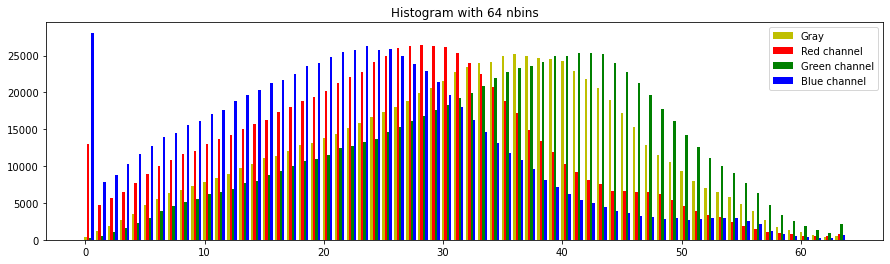 Histogram with 64 nbins
Gray
Red channel
Green channel
Blue channel
25000
20000
15000
10000
5000
0
0 10 20 30 40 50 60